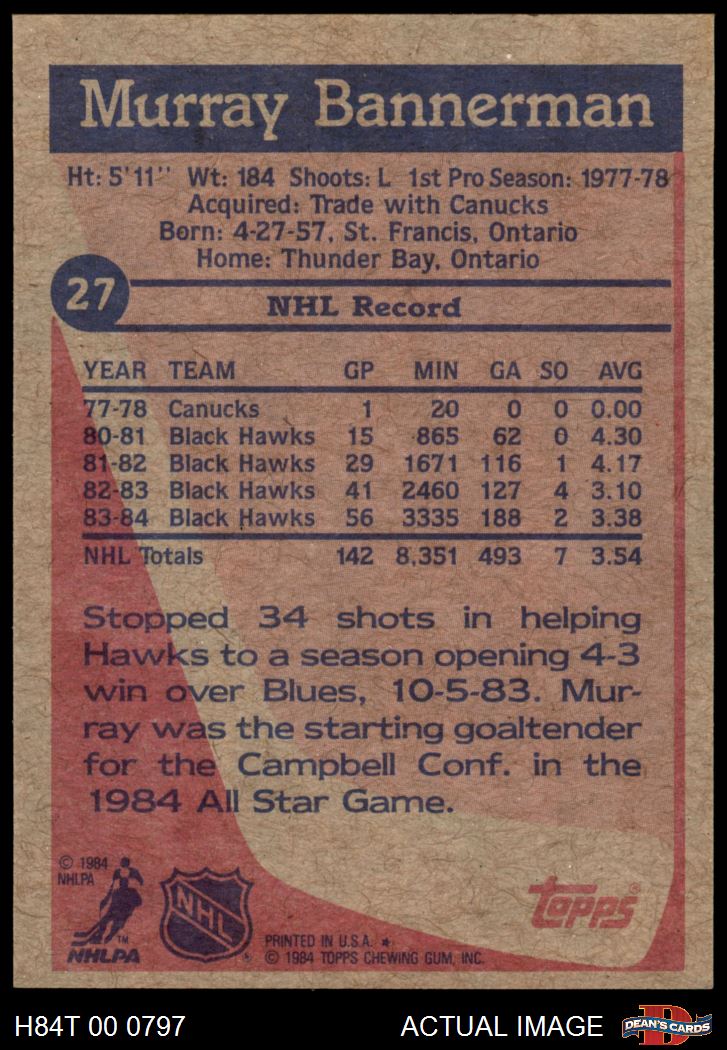 Murray Bannerman
Ht: 5'11" Wt: 184 Shoots: L 1st Pro Season: 1977-78
Acquired: Trade with Canucks
Born: 4-27-57, St. Francis, Ontario
Home: Thunder Bay, Ontario
27
NHL Record
YEAR TEAM GP MIN GA SO AVG
77-78 Canucks 1 20 0 0 0.00
80-81 Black Hawks 15 865 62 0 4.30
81-82 Black Hawks 29 1671 116 1 4.17
82-83 Black Hawks 41 2460 127 4 3.10
83-84 Black Hawks 56 3335 188 2 3.38
NHL Totals 142 8,351 493 7 3.54
Stopped 34 shots in helping
Hawks to a season opening 4-3
win over Blues, 10-5-83. Mur-
ray was the starting goaltender
for the Campbell Conf. in the
1984 All Star Game.
© 1984
NHLPA
TM
NHLPA
NHL
®
PRINTED IN U.S.A. ★
© 1984 TOPPS CHEWING GUM, INC.
topps®
H84T 00 0797
ACTUAL IMAGE
D
DEAN'S CARDS